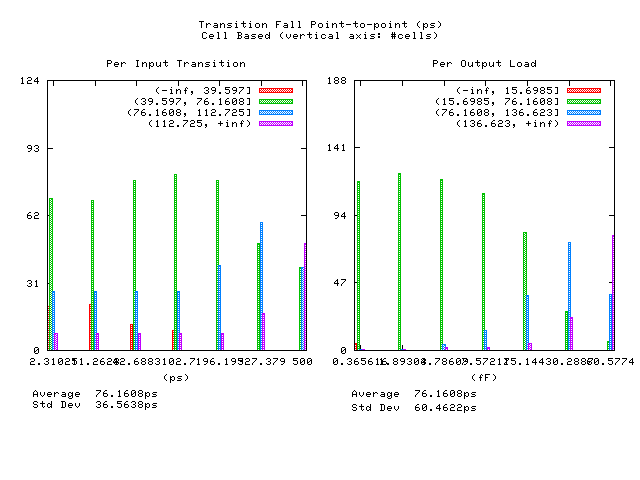 Transition Fall Point-to-point (ps)
Cell Based (vertical axis: #cells)
Per Input Transition
124
93
62
31
0
(-inf, 39.597]
(39.597, 76.1608]
(76.1608, 112.725]
(112.725, +inf)
500
(ps)
Average 76.1608ps
Std Dev 36.5638ps
Per Output Load
188
141
94
47
0
(-inf, 15.6985]
(15.6985, 76.1608]
(76.1608, 136.623]
(136.623, +inf)
(fF)
Average 76.1608ps
Std Dev 60.4622ps